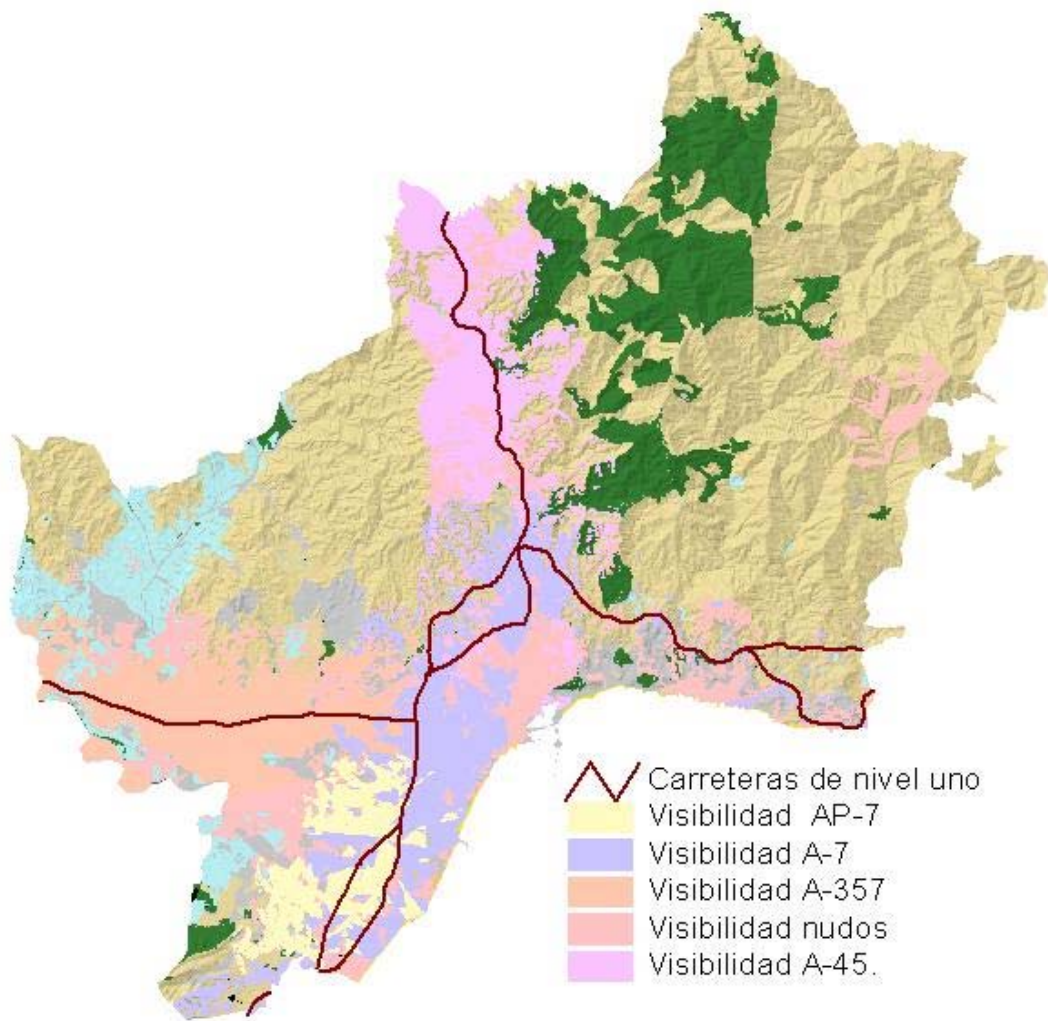 Carreteras de nivel uno
Visibilidad AP-7
Visibilidad A-7
Visibilidad A-357
Visibilidad nudos
Visibilidad A-45.